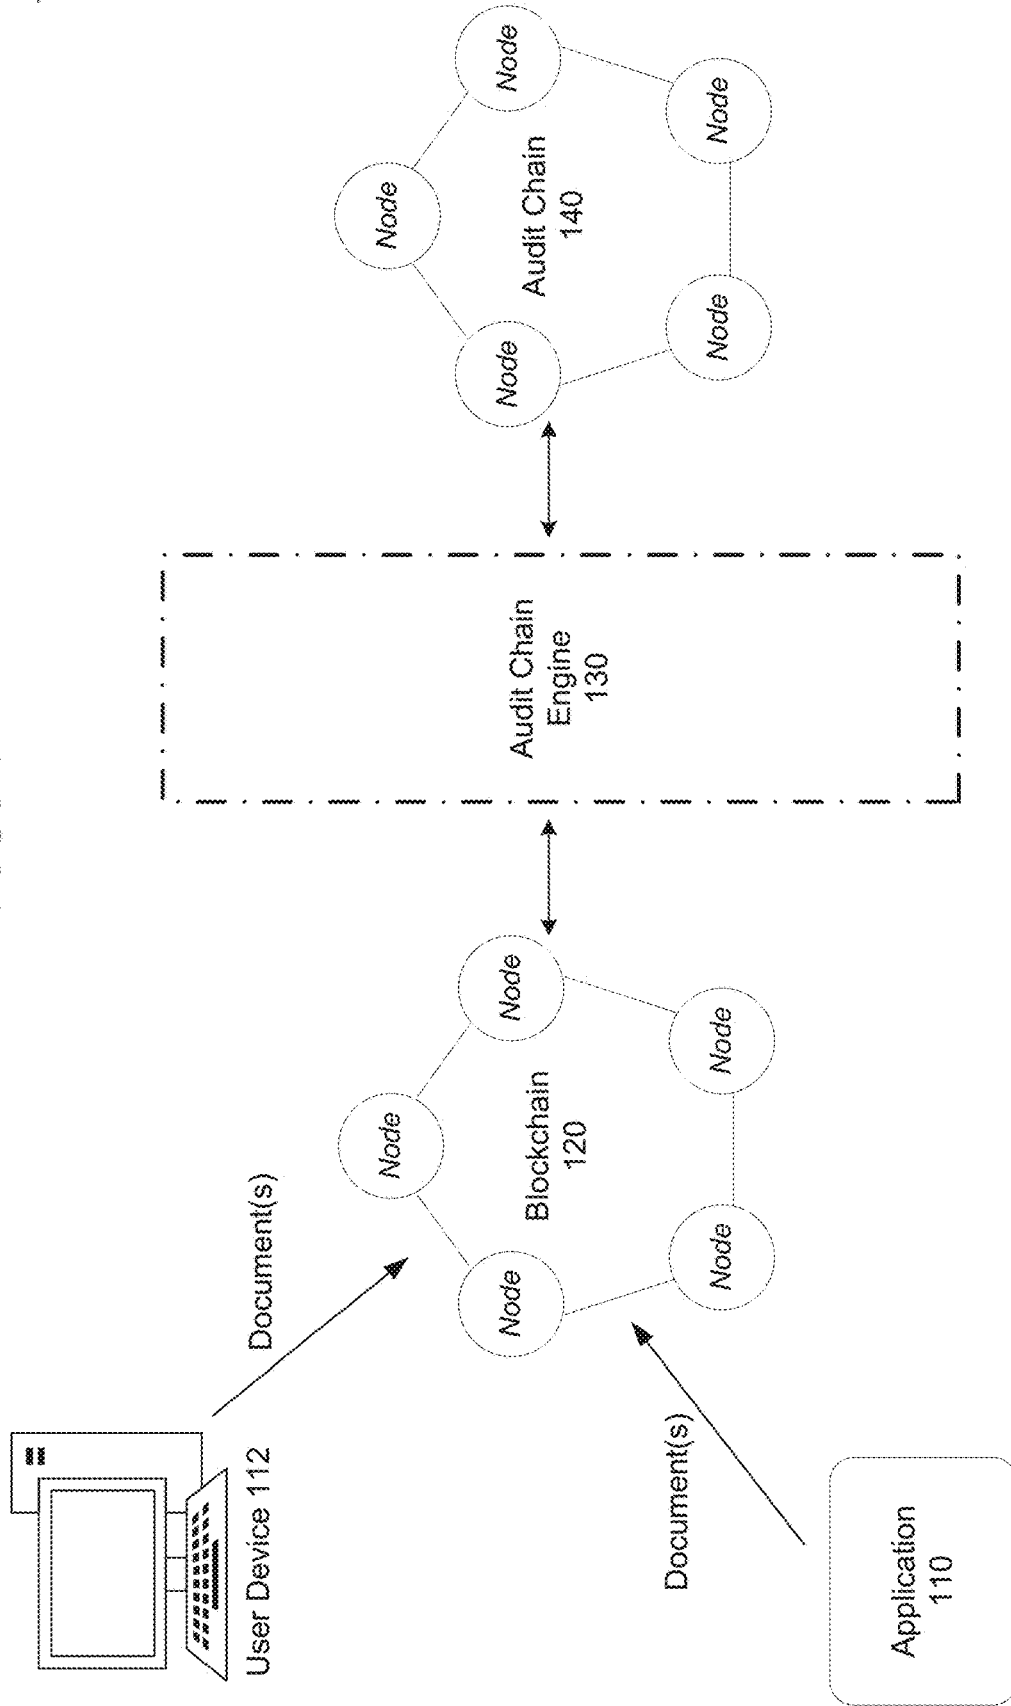 User Device 112
Document(s)
Application
110
Document(s)
Node
Node
Node
Node
Node
Blockchain
120
Audit Chain
Engine
130
Node
Node
Node
Node
Node
Audit Chain
140